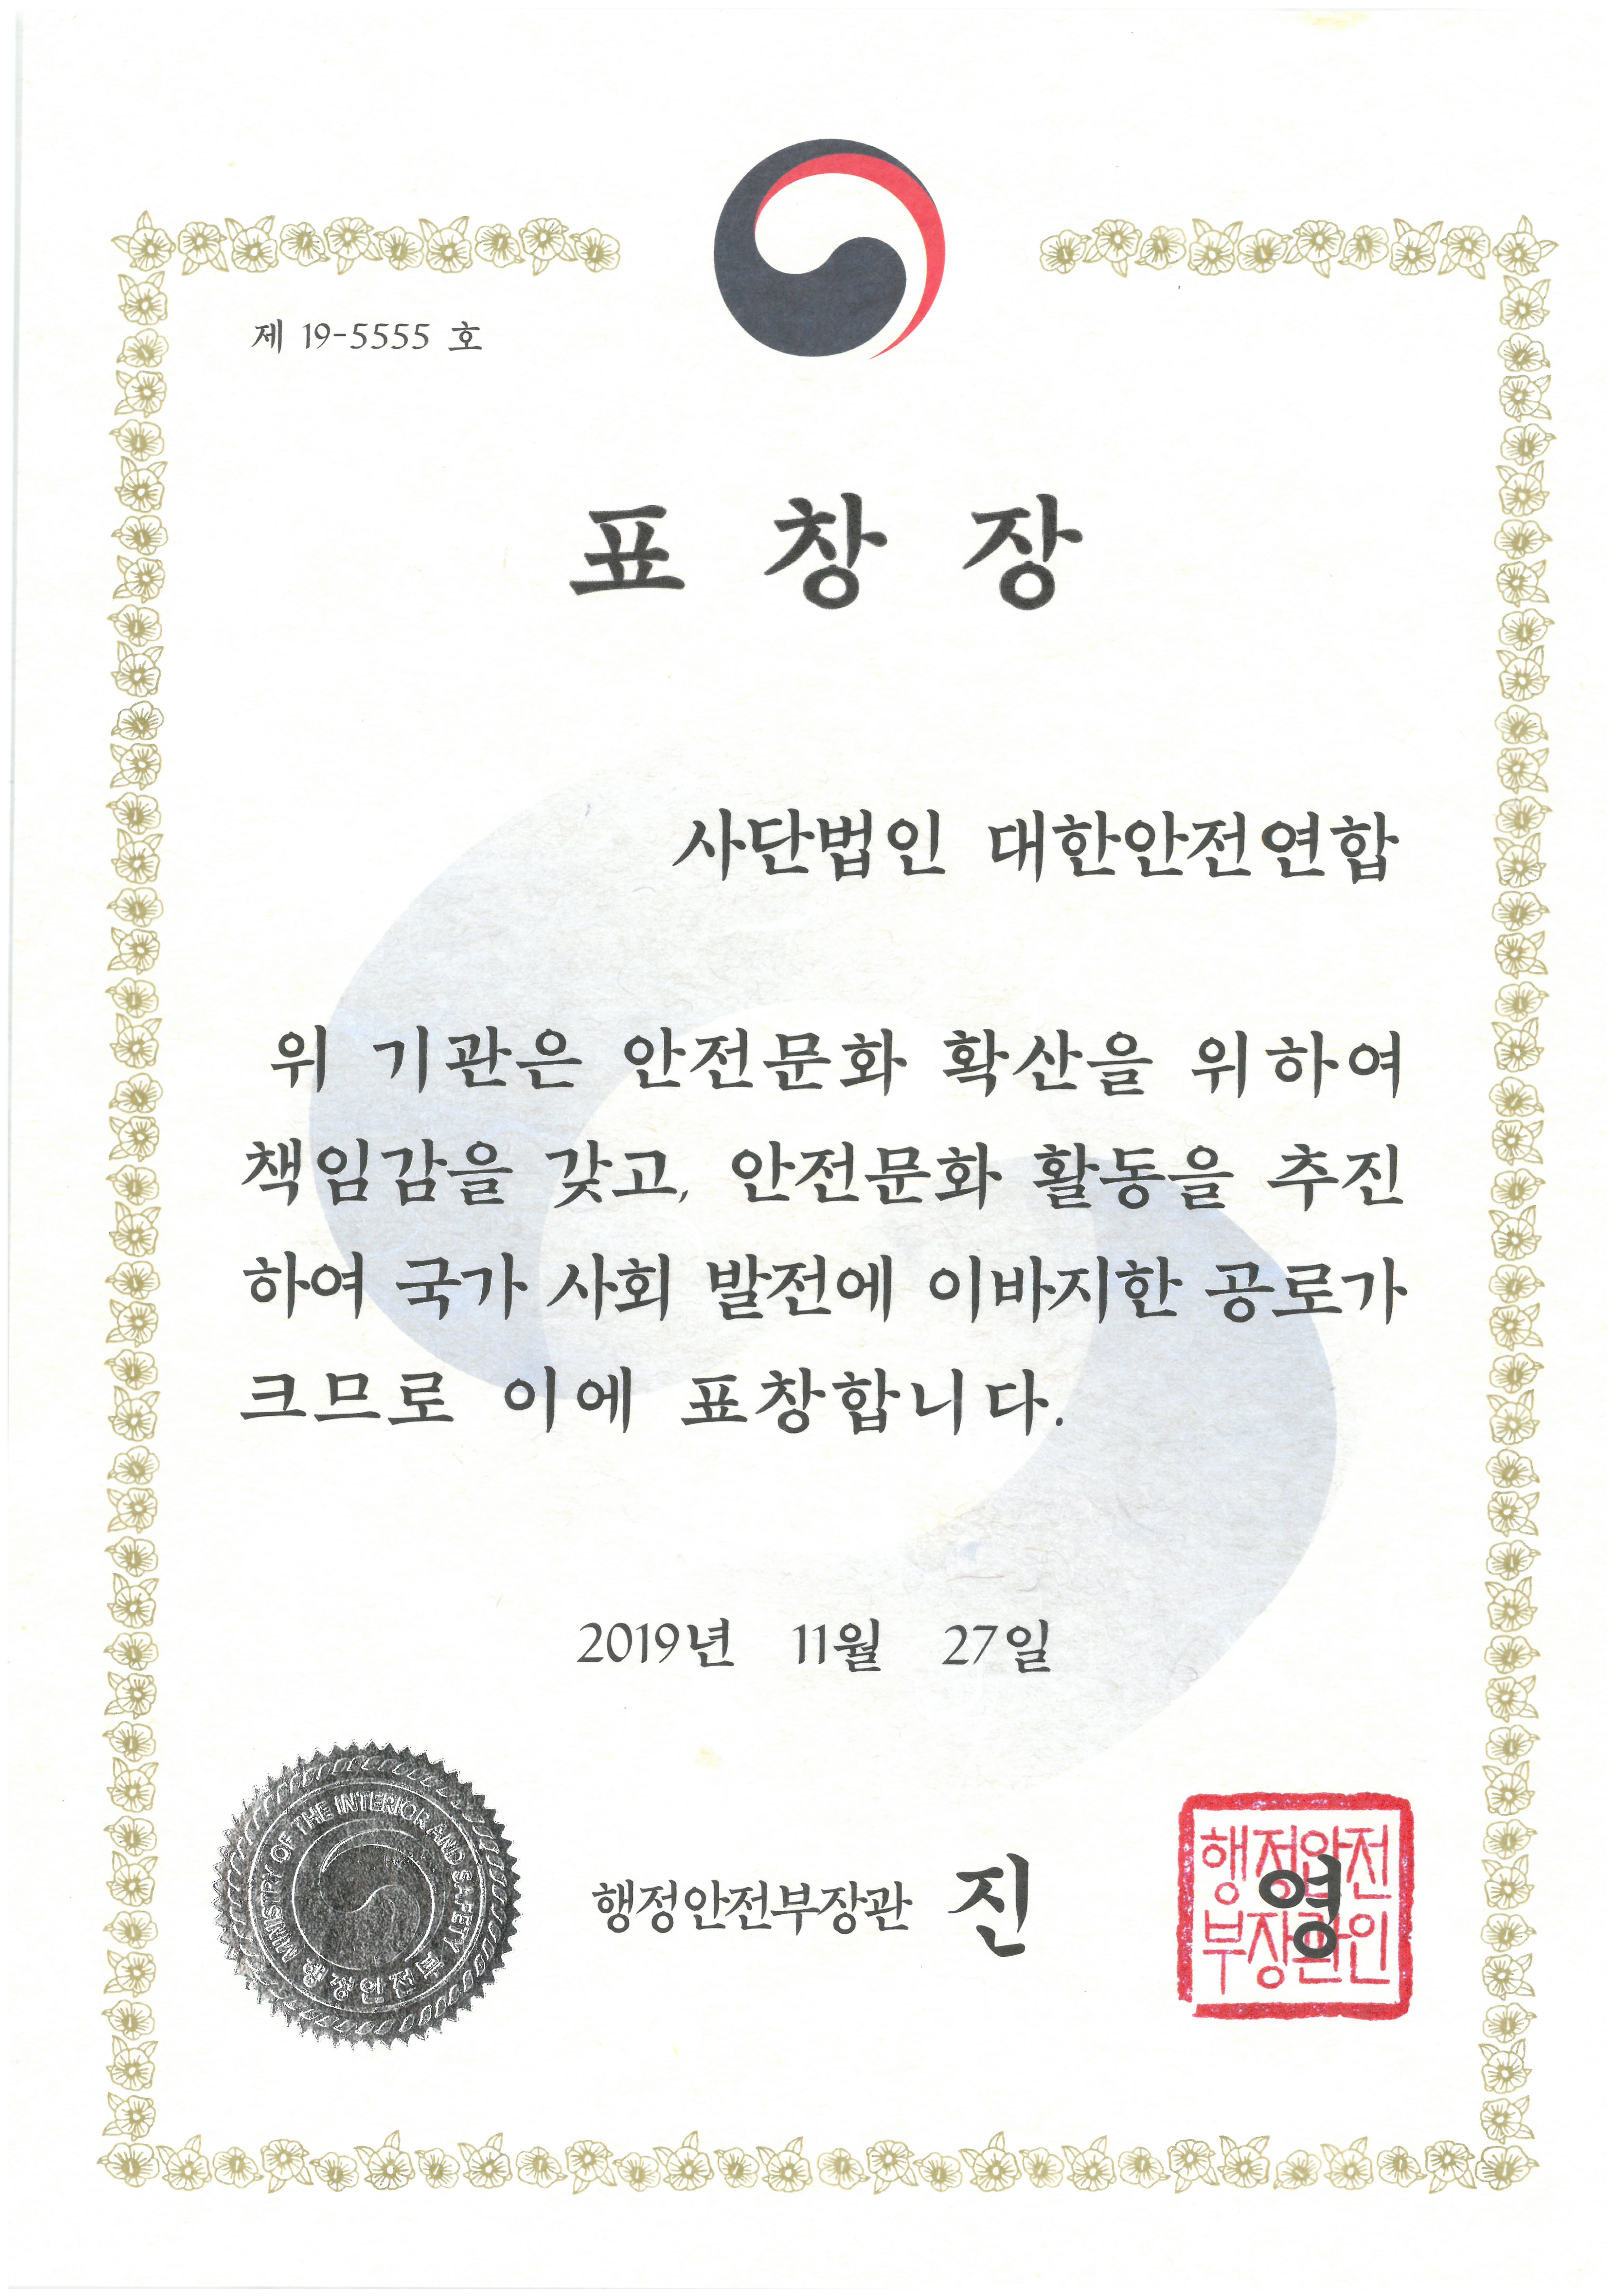 제 19-5555 호
표 창 장
사단법인 대한안전연합
위 기관은 안전문화 확산을 위하여
책임감을 갖고, 안전문화 활동을 추진
하여 국가 사회 발전에 이바지한 공로가
크므로 이에 표창합니다.
2019년 11월 27일
MINISTRY OF THE INTERIOR AND SAFETY
행정안전부
행정안전부장관 진 영
행정안전
부장관인